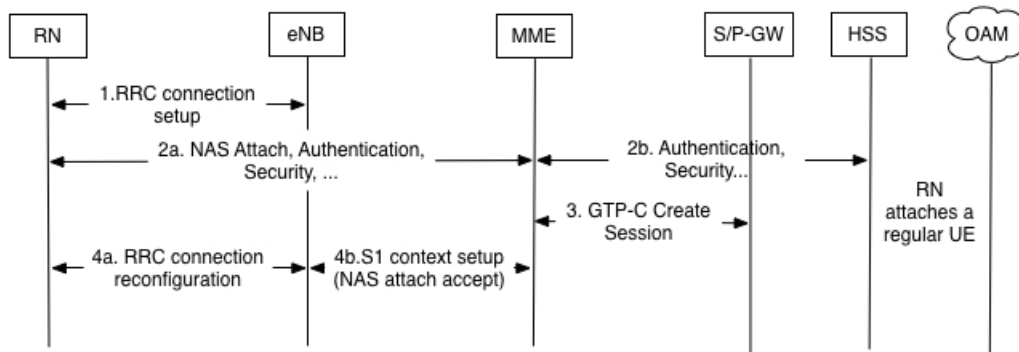 RN
eNB
MME
S/P-GW
HSS
OAM
1.RRC connection
setup
2a. NAS Attach, Authentication,
Security, ...
2b. Authentication,
Security...
3. GTP-C Create
Session
RN
attaches a
regular UE
4a. RRC connection
reconfiguration
4b.S1 context setup
(NAS attach accept)